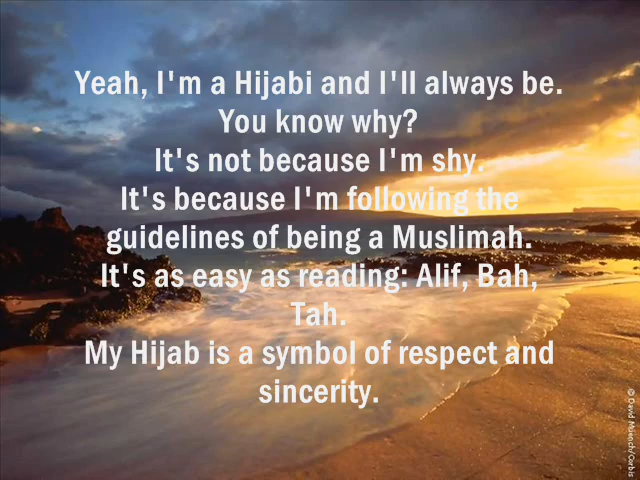 Yeah, I'm a Hijabi and I'll always be.
You know why?
It's not because I'm shy.
It's because I'm following the
guidelines of being a Muslimah.
It's as easy as reading: Alif, Bah,
Tah.
My Hijab is a symbol of respect and
sincerity.
© David Muench/Corbis